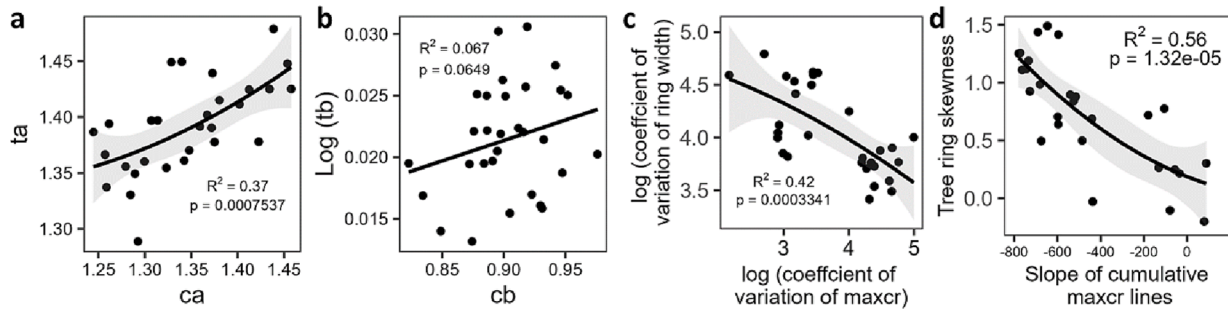 a
ta
1.45
1.40
1.35
1.30
R² = 0.37
p = 0.0007537
1.25 1.30 1.35 1.40 1.45
ca
b
Log (tb)
0.030
0.025
0.020
0.015
R² = 0.067
p = 0.0649
0.85 0.90 0.95
cb
c
log (coefficient of
variation of ring width)
5.0
4.5
4.0
3.5
R² = 0.42
p = 0.0003341
3 4 5
log (coeffcient of
variation of maxcr)
d
Tree ring skewness
1.5
1.0
0.5
0.0
R² = 0.56
p = 1.32e-05
-800 -600 -400 -200 0
Slope of cumulative
maxcr lines